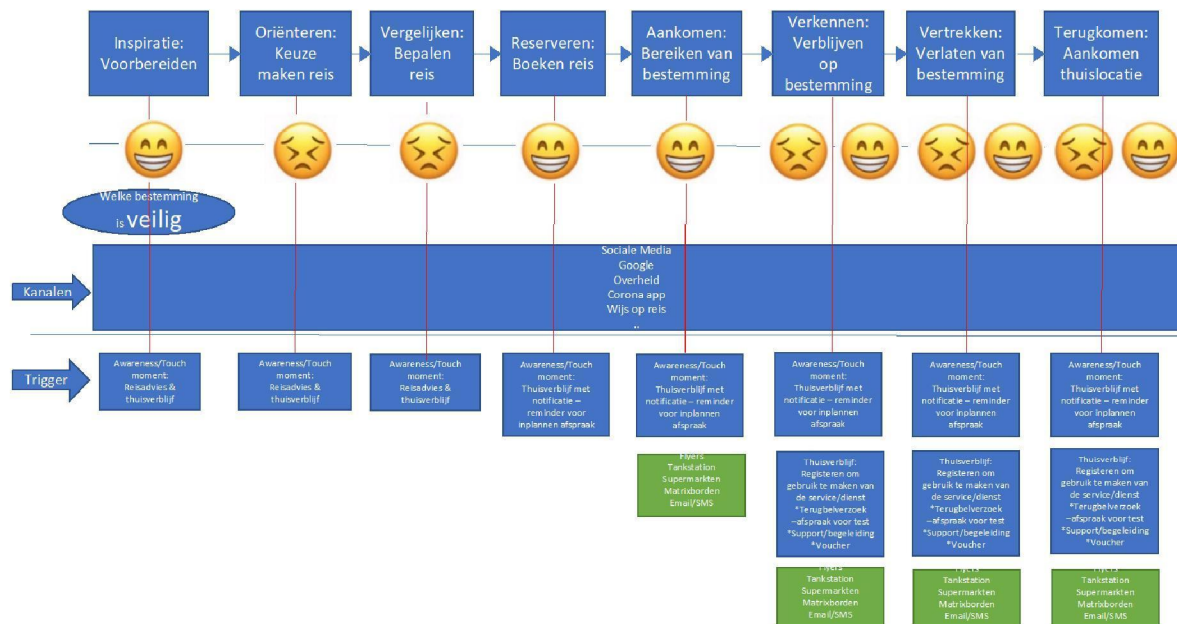 Inspiratie:
Voorbereiden
Oriënteren:
Keuze
maken reis
Vergelijken:
Bepalen
reis
Reserveren:
Boeken reis
Aankomen:
Bereiken van
bestemming
Verkennen:
Verblijven
op
bestemming
Vertrekken:
Verlaten van
bestemming
Terugkomen:
Aankomen
thuislocatie
Welke bestemming
is veilig
Kanalen
Sociale Media
Google
Overheid
Corona app
Wijs op reis
..
Trigger
Awareness/Touch
moment:
Reisadvies &
thuisverblijf
Awareness/Touch
moment:
Reisadvies &
thuisverblijf
Awareness/Touch
moment:
Reisadvies &
thuisverblijf
Awareness/Touch
moment:
Thuisverblijf met
notificatie –
reminder voor
inplannen afspraak
Awareness/Touch
moment:
Thuisverblijf met
notificatie – reminder
voor inplannen
afspraak
Awareness/Touch
moment:
Thuisverblijf met
notificatie – reminder
voor inplannen
afspraak
Awareness/Touch
moment:
Thuisverblijf met
notificatie – reminder
voor inplannen
afspraak
Awareness/Touch
moment:
Thuisverblijf met
notificatie – reminder
voor inplannen
afspraak
Flyers
Tankstation
Supermarkten
Matrixborden
Email/SMS
Thuisverblijf:
Registeren om
gebruik te maken van
de service/dienst
*Terugbelverzoek
–afspraak voor test
*Support/begeleiding
*Voucher
Thuisverblijf:
Registeren om
gebruik te maken van
de service/dienst
*Terugbelverzoek
–afspraak voor test
*Support/begeleiding
*Voucher
Thuisverblijf:
Registeren om
gebruik te maken van
de service/dienst
*Terugbelverzoek
–afspraak voor test
*Support/begeleiding
*Voucher
Flyers
Tankstation
Supermarkten
Matrixborden
Email/SMS
Flyers
Tankstation
Supermarkten
Matrixborden
Email/SMS
Flyers
Tankstation
Supermarkten
Matrixborden
Email/SMS